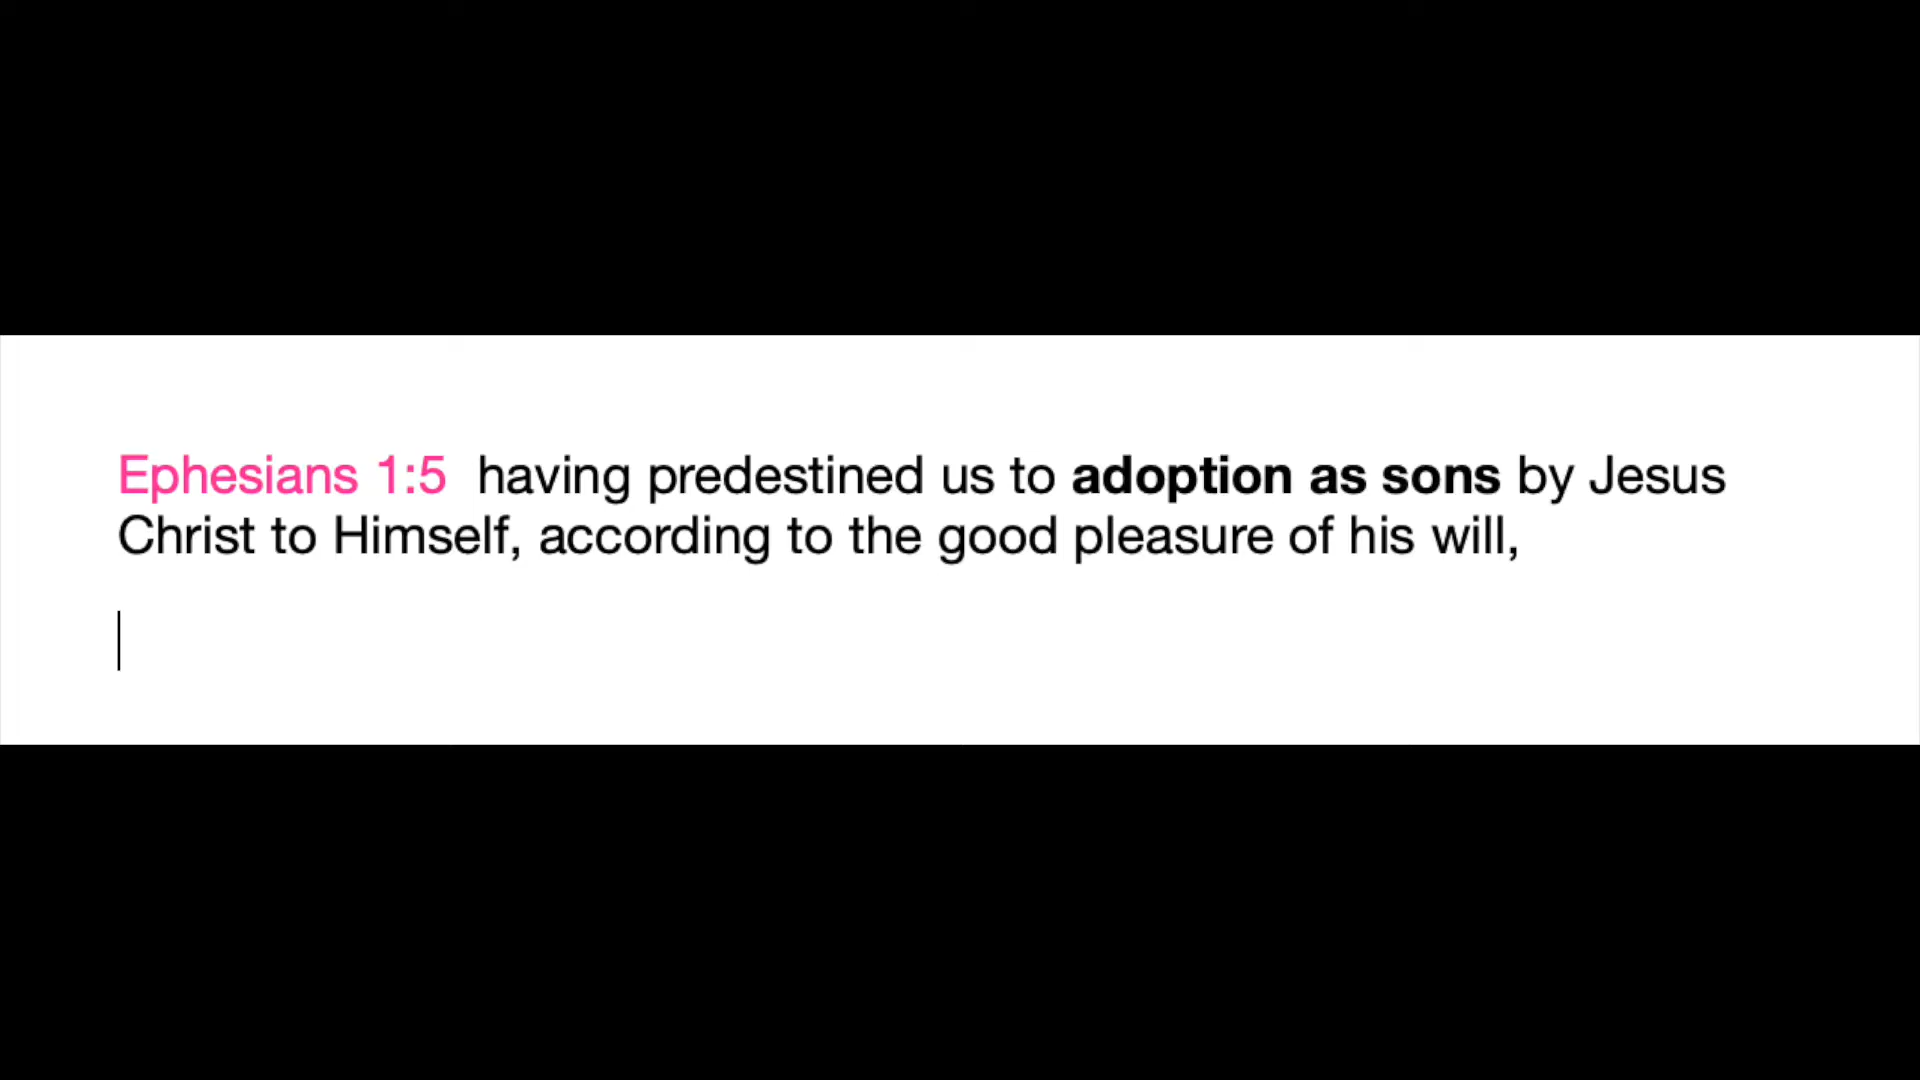 Ephesians 1:5  having predestined us to adoption as sons by Jesus
Christ to Himself, according to the good pleasure of his will,